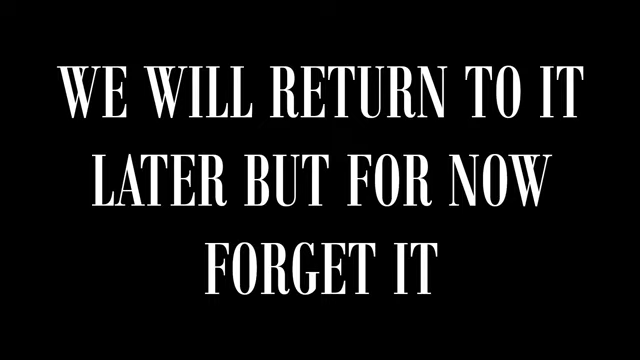 WE WILL RETURN TO IT
LATER BUT FOR NOW
FORGET IT